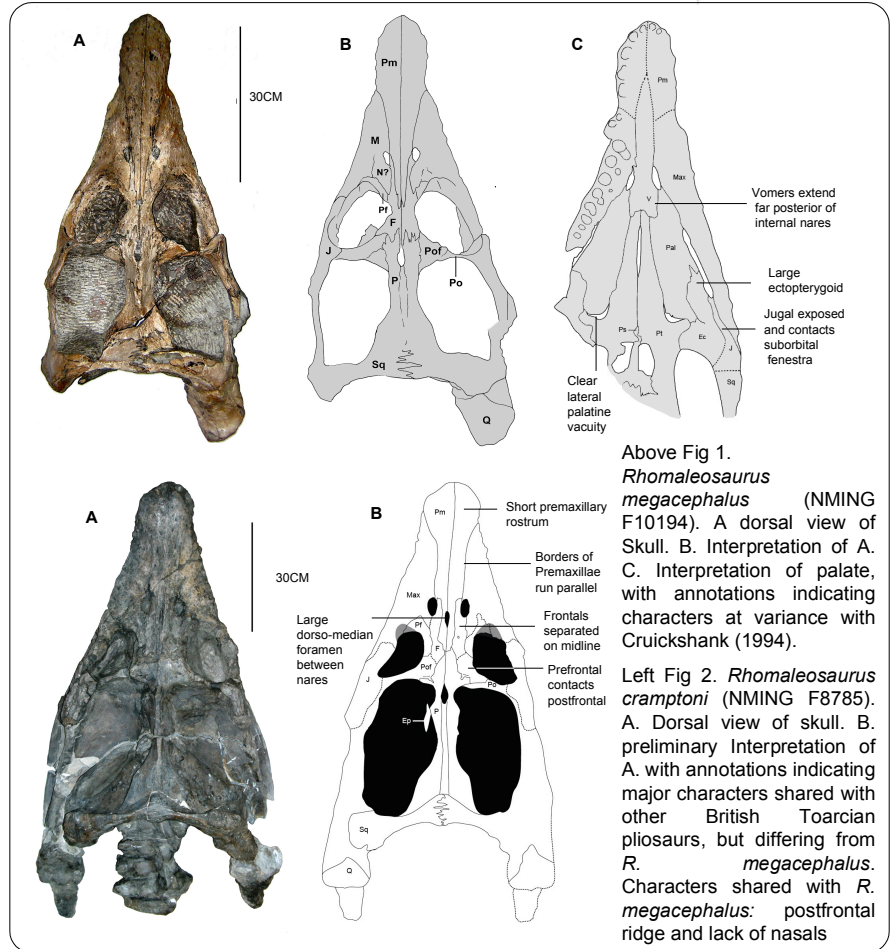 A
30CM
B
Pm
M
N?
Pf
F
J
Pof
P
Po
Sq
Q
C
Pm
Max
V
Pal
Ps
Pt
Ec
J
Sq
Vomers extend
far posterior of
internal nares
Large
ectopterygoid
Jugal exposed
and contacts
suborbital
fenestra
Clear
lateral
palatine
vacuity
Above Fig 1.
Rhomaleosaurus
megacephalus (NMING
F10194). A dorsal view of
Skull. B. Interpretation of A.
C. Interpretation of palate,
with annotations indicating
characters at variance with
Cruickshank (1994).
A
30CM
B
Pm
Max
Pf
F
Pof
J
Po
P
Ep
Sq
Q
Short premaxillary
rostrum
Borders of
Premaxillae
run parallel
Large
dorso-median
foramen
between
nares
Frontals
separated
on midline
Prefrontal
contacts
postfrontal
Left Fig 2. Rhomaleosaurus
cramptoni (NMING F8785).
A. Dorsal view of skull. B.
preliminary Interpretation of
A. with annotations indicating
major characters shared with
other British Toarcian
pliosaurs, but differing from
R. megacephalus.
Characters shared with R.
megacephalus: postfrontal
ridge and lack of nasals